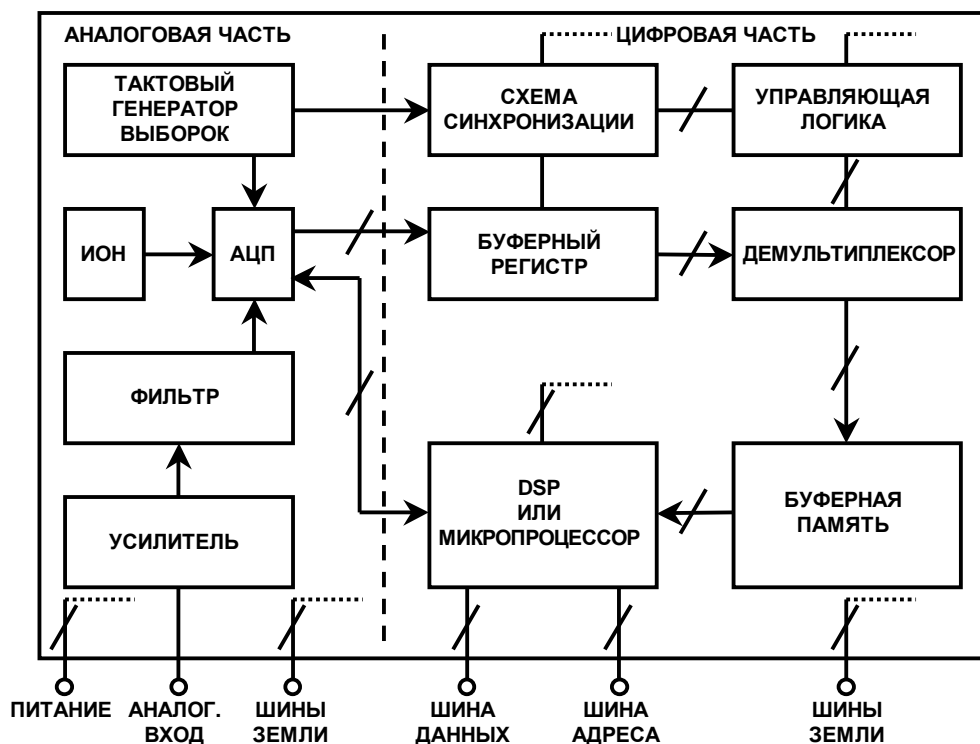 АНАЛОГОВАЯ ЧАСТЬ
ЦИФРОВАЯ ЧАСТЬ
ТАКТОВЫЙ
ГЕНЕРАТОР
ВЫБОРОК
СХЕМА
СИНХРОНИЗАЦИИ
УПРАВЛЯЮЩАЯ
ЛОГИКА
ИОН
АЦП
БУФЕРНЫЙ
РЕГИСТР
ДЕМУЛЬТИПЛЕКСОР
ФИЛЬТР
УСИЛИТЕЛЬ
DSP
ИЛИ
МИКРОПРОЦЕССОР
БУФЕРНАЯ
ПАМЯТЬ
ПИТАНИЕ
АНАЛОГ.
ВХОД
ШИНЫ
ЗЕМЛИ
ШИНА
ДАННЫХ
ШИНА
АДРЕСА
ШИНЫ
ЗЕМЛИ